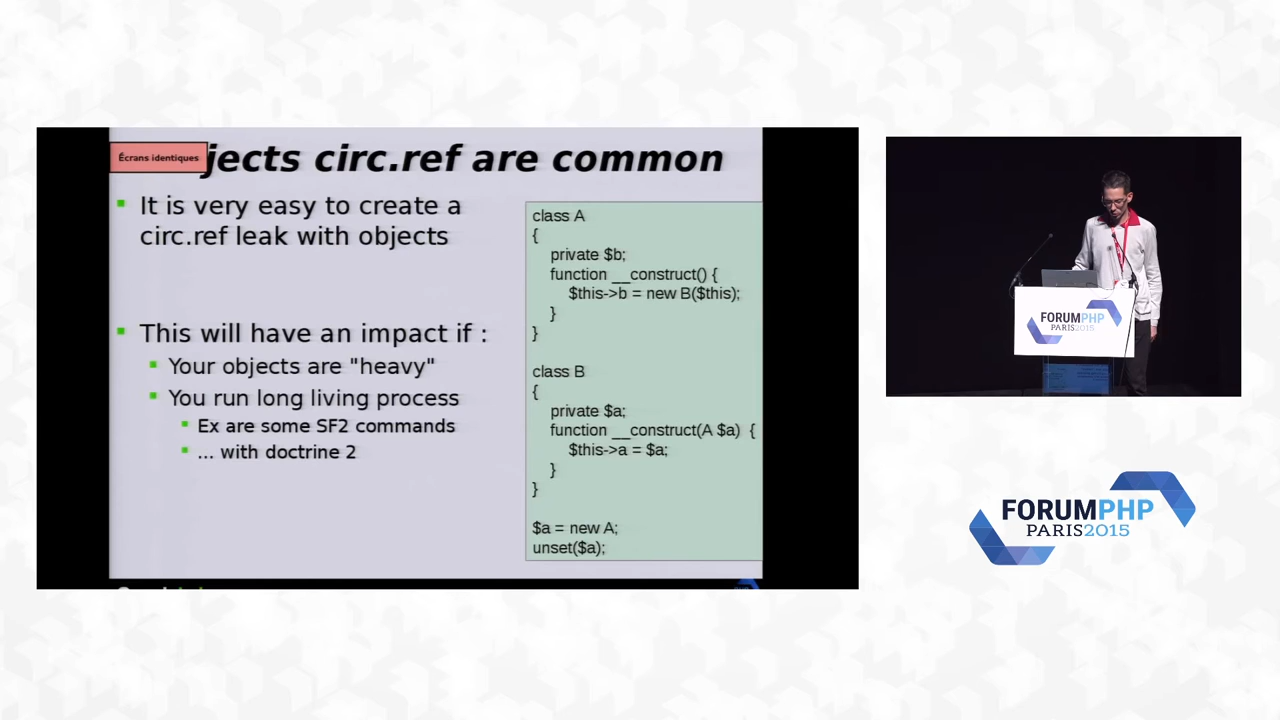 Écrans identiques
jects circ.ref are common
It is very easy to create a
circ.ref leak with objects
This will have an impact if :
Your objects are "heavy"
You run long living process
Ex are some SF2 commands
... with doctrine 2
class A
{
private $b;
function __construct() {
$this->b = new B($this);
}
}
class B
{
private $a;
function __construct(A $a) {
$this->a = $a;
}
}
$a = new A;
unset($a);
FORUMPHP
PARIS2015
FORUMPHP
PARIS2015